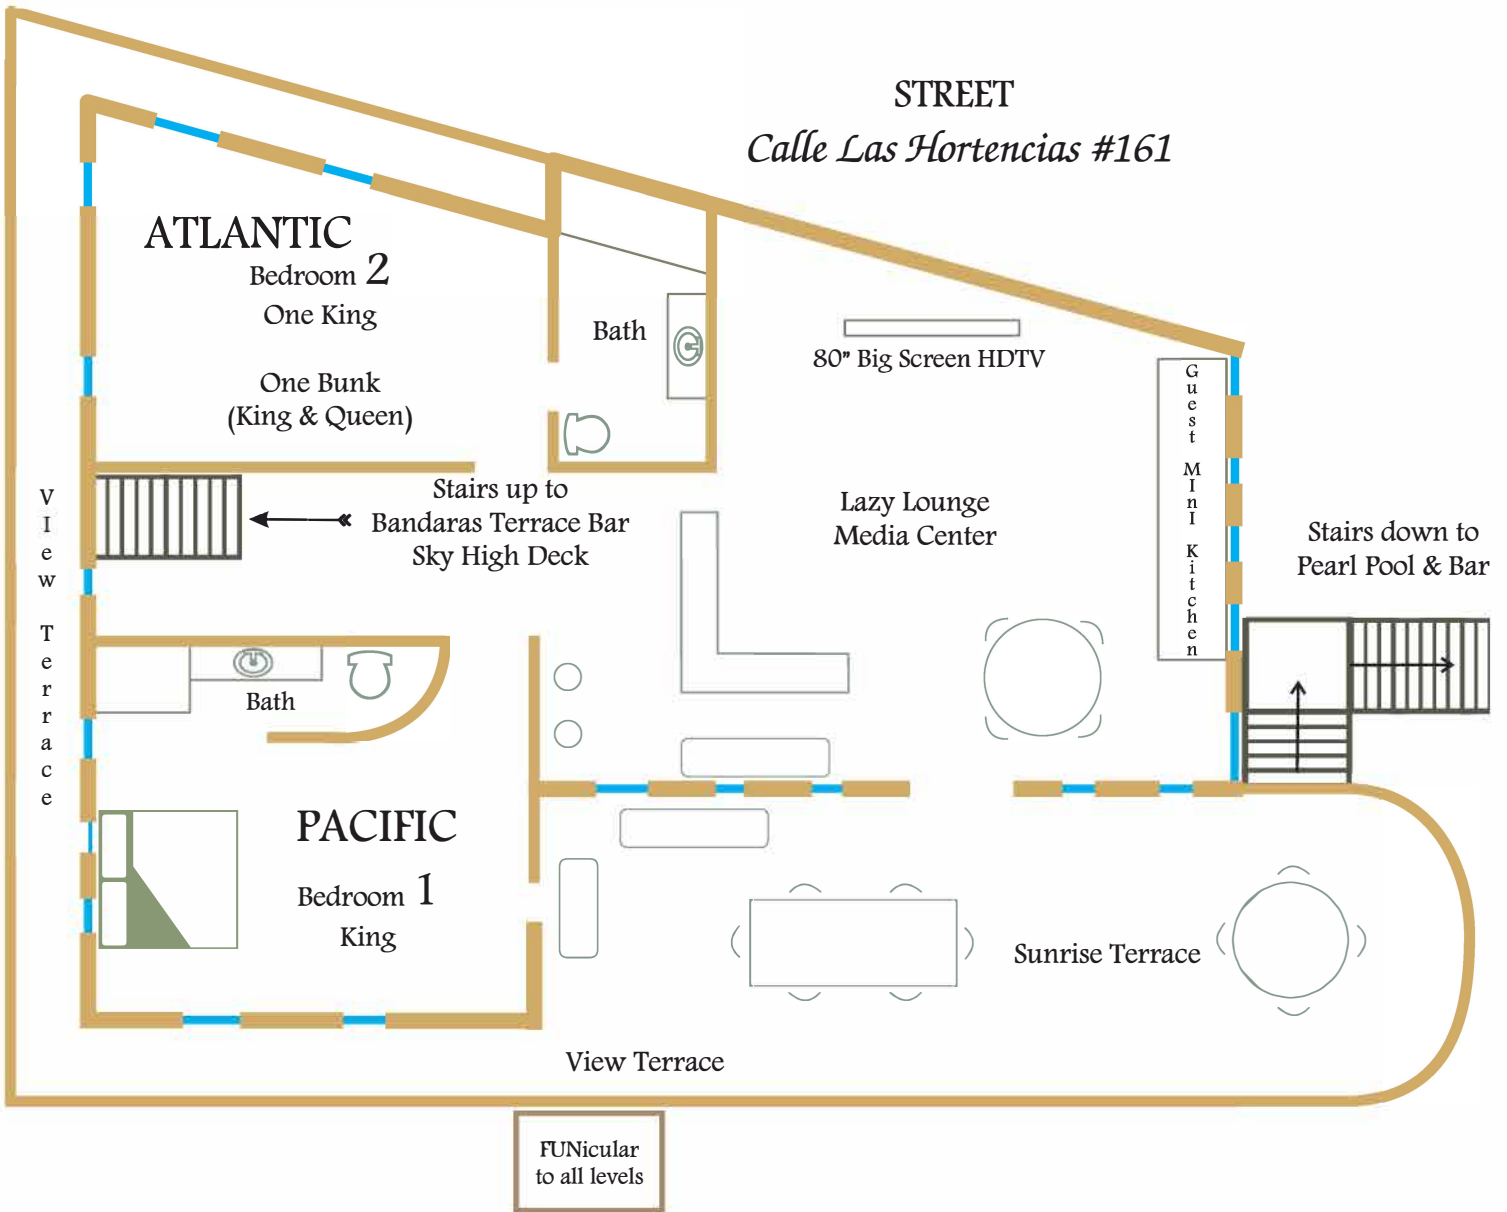 STREET
Calle Las Hortencias #161
ATLANTIC
Bedroom 2
One King
One Bunk
(King & Queen)
Bath
80” Big Screen HDTV
Guest MInI Kitchen
Lazy Lounge
Media Center
Stairs up to
Bandaras Terrace Bar
Sky High Deck
Stairs down to
Pearl Pool & Bar
VIew Terrace
Bath
PACIFIC
Bedroom 1
King
Sunrise Terrace
View Terrace
FUNicular
to all levels